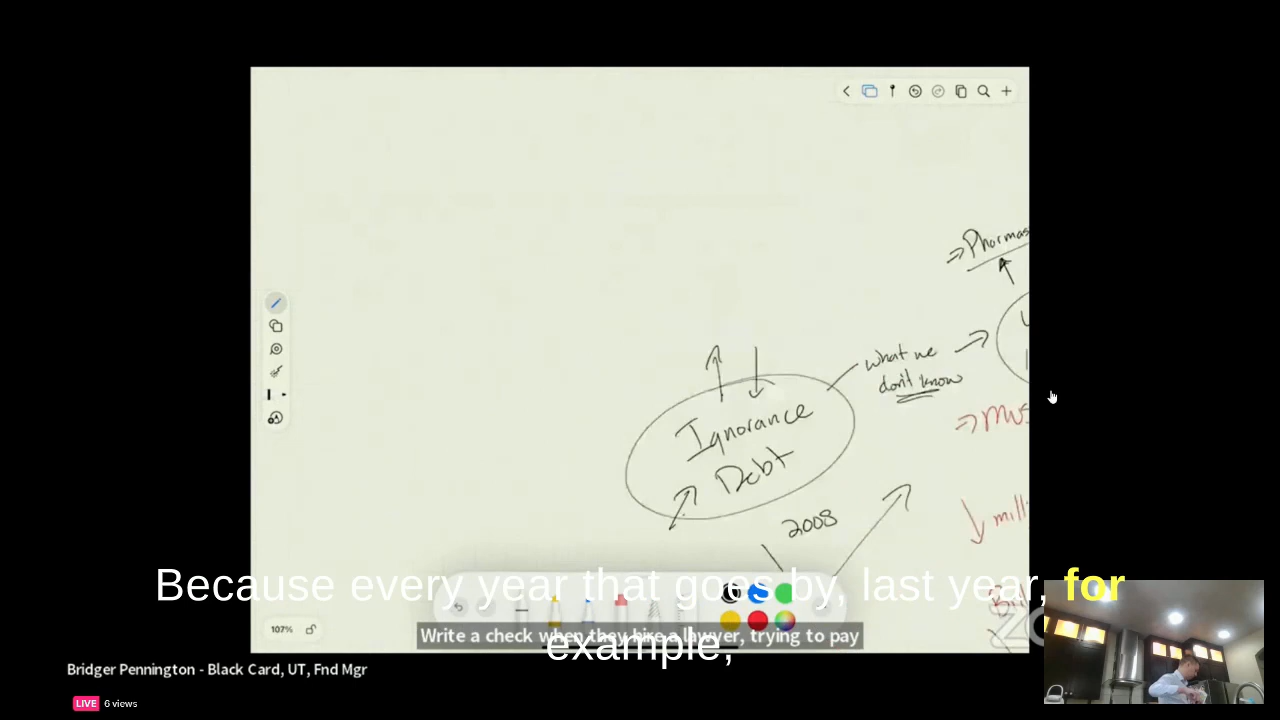 what we
don't know
Ignorance
Debt
2008
Because every year that goes by, last year, for
example,
107%
Write a check when they hire a lawyer, trying to pay
Bridger Pennington - Black Card, UT, Fnd Mgr
LIVE 6 views